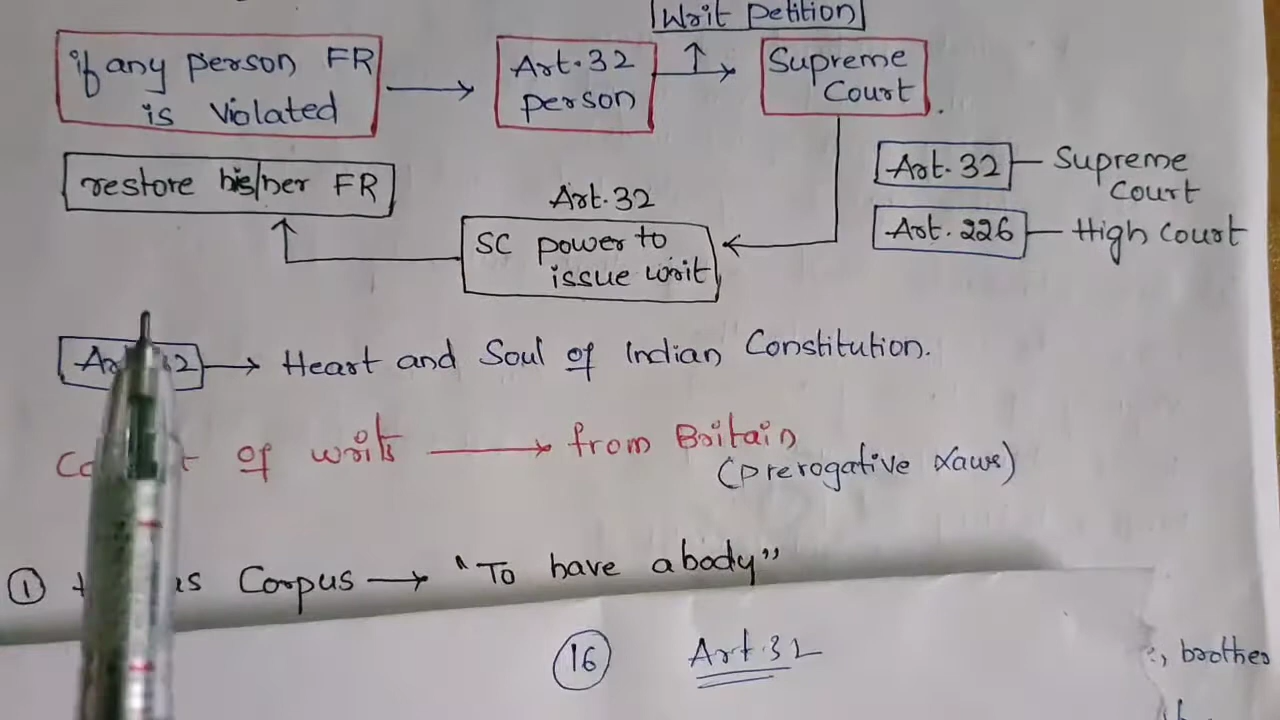 Writ Petition
if any person FR
is violated
Art. 32
person
Supreme
Court
restore his/her FR
Art. 32
SC power to
issue writ
Art. 32 — Supreme
Court
Art. 226 — High Court
→ Heart and Soul of Indian Constitution.
of writs → from Britain
(Prerogative Laws)
① Corpus → "To have a body"
16 Art. 32
, brother